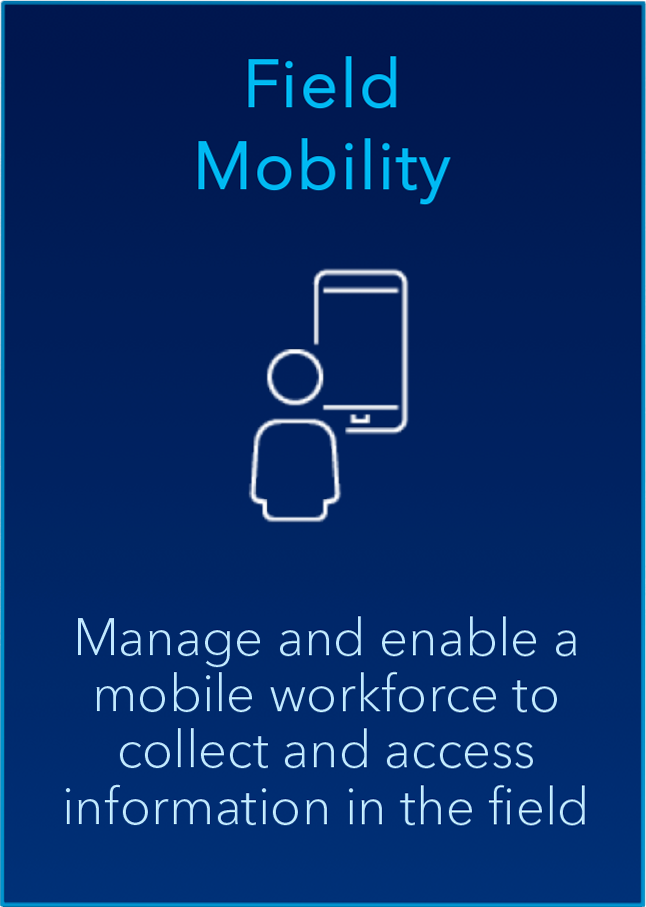 Field
Mobility
Manage and enable a
mobile workforce to
collect and access
information in the field